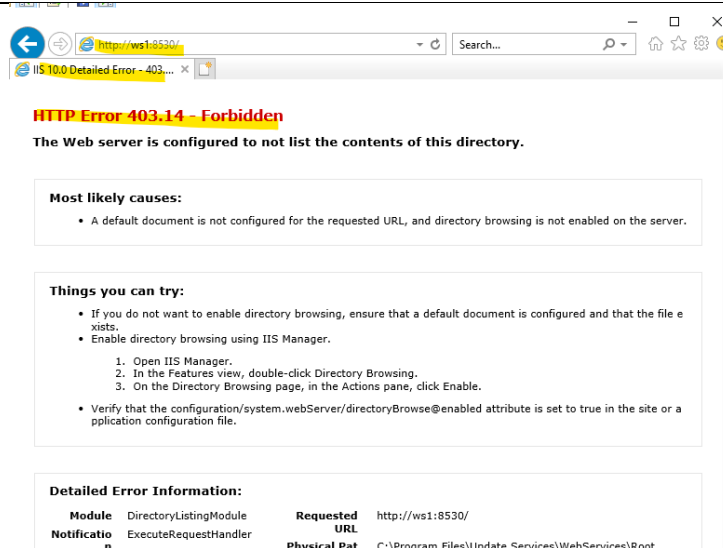 http://ws1:8530/
Search...
IIS 10.0 Detailed Error - 403....
HTTP Error 403.14 - Forbidden
The Web server is configured to not list the contents of this directory.
Most likely causes:
• A default document is not configured for the requested URL, and directory browsing is not enabled on the server.
Things you can try:
• If you do not want to enable directory browsing, ensure that a default document is configured and that the file e
xists.
• Enable directory browsing using IIS Manager.
1. Open IIS Manager.
2. In the Features view, double-click Directory Browsing.
3. On the Directory Browsing page, in the Actions pane, click Enable.
• Verify that the configuration/system.webServer/directoryBrowse@enabled attribute is set to true in the site or a
pplication configuration file.
Detailed Error Information:
Module DirectoryListingModule
Notificatio ExecuteRequestHandler
n
Requested http://ws1:8530/
URL
Physical Pat C:\Program Files\Update Services\WebServices\Root